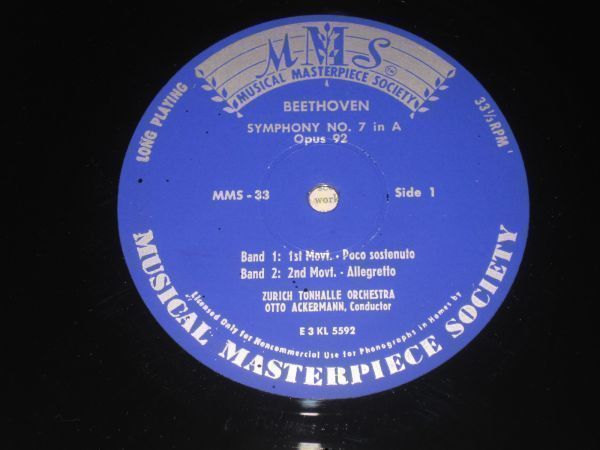 MMS
TM
MUSICAL MASTERPIECE SOCIETY
LONG PLAYING
33⅓ RPM
BEETHOVEN
SYMPHONY NO. 7 in A
Opus 92
MMS - 33
work
Side 1
Band 1: 1st Movt. - Poco sostenuto
Band 2: 2nd Movt. - Allegretto
ZURICH TONHALLE ORCHESTRA
OTTO ACKERMANN, Conductor
E 3 KL 5592
Licensed Only for Noncommercial Use for Phonographs in Homes by
MUSICAL MASTERPIECE SOCIETY